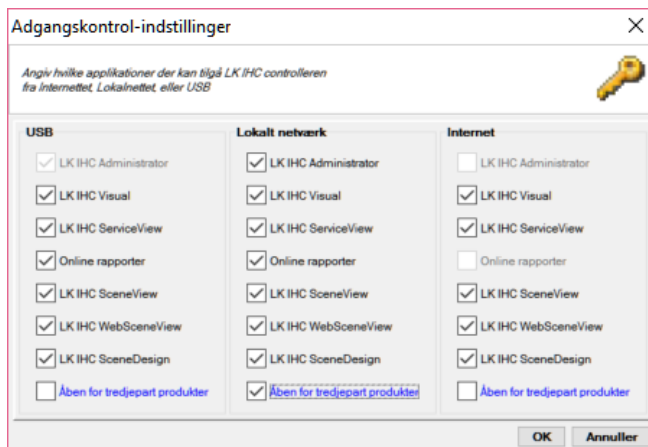 Adgangskontrol-indstillinger
Angiv hvilke applikationer der kan tilgå LK IHC controlleren
fra Internettet, Lokalnettet, eller USB
USB
LK IHC Administrator
LK IHC Visual
LK IHC ServiceView
Online rapporter
LK IHC SceneView
LK IHC WebSceneView
LK IHC SceneDesign
Åben for tredjepart produkter
Lokalt netværk
LK IHC Administrator
LK IHC Visual
LK IHC ServiceView
Online rapporter
LK IHC SceneView
LK IHC WebSceneView
LK IHC SceneDesign
Åben for tredjepart produkter
Internet
LK IHC Administrator
LK IHC Visual
LK IHC ServiceView
Online rapporter
LK IHC SceneView
LK IHC WebSceneView
LK IHC SceneDesign
Åben for tredjepart produkter
OK
Annuller